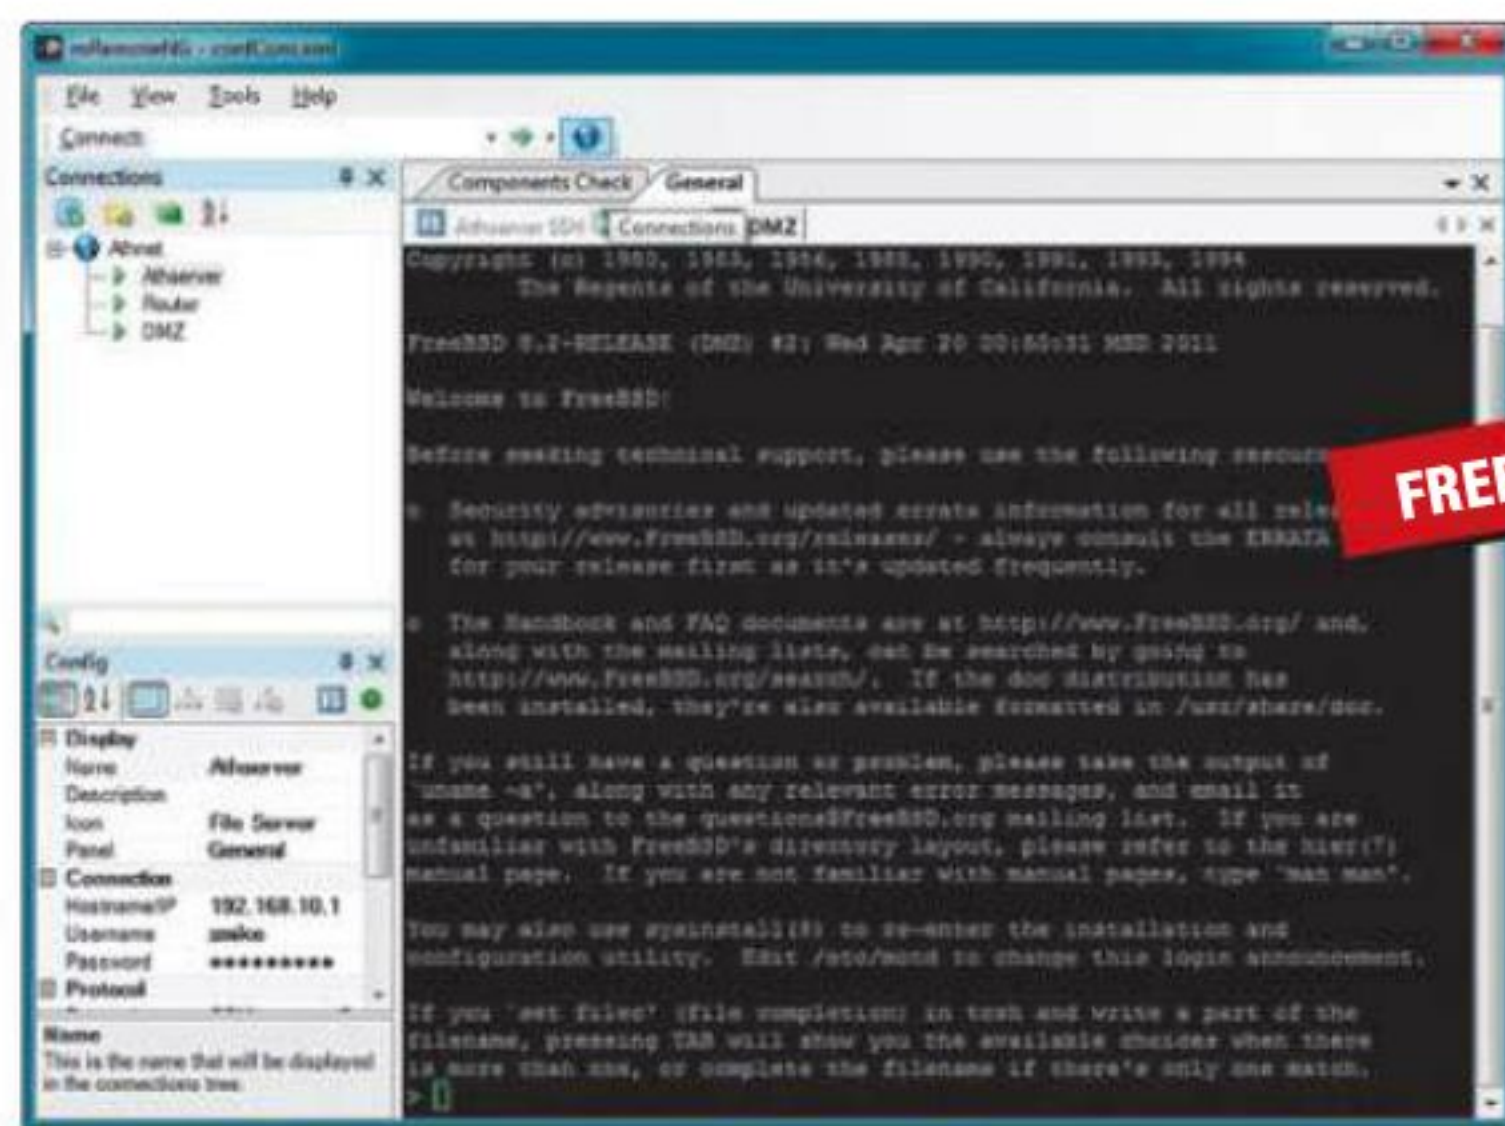 mRemoteNG - confCons.xml
File View Tools Help
Connect:
Connections
Components Check General
Connections DMZ
Athnet
Athserver
Router
DMZ
Copyright (c) 1980, 1983, 1986, 1988, 1990, 1991, 1993, 1994
The Regents of the University of California. All rights reserved.
FreeBSD 8.2-RELEASE (DMZ) #2: Wed Apr 20 2011
Welcome to FreeBSD!
Before seeking technical support, please use the following
FREE
o Security advisories and updated errata information for all
at http://www.FreeBSD.org/releases/ - always consult the ERRATA
for your release first as it's updated frequently.
o The Handbook and FAQ documents are at http://www.FreeBSD.org/ and,
along with the mailing lists, can be searched by going to
http://www.FreeBSD.org/search/. If the doc distribution has
been installed, they're also available formatted in /usr/share/doc.
If you still have a question or problem, please take the output of
`uname -a', along with any relevant error messages, and email it
as a question to the questions@FreeBSD.org mailing list. If you are
unfamiliar with FreeBSD's directory layout, please refer to the hier(7)
manual page. If you are not familiar with manual pages, type `man man'.
You may also use sysinstall(8) to re-enter the installation and
configuration utility. Edit /etc/motd to change this login announcement.
If you `set filec' (file completion) in tcsh and write a part of the
filename, pressing TAB will show you the available choices when there
is more than one, or complete the filename if there's only one match.
>
Config
Display
Name Athserver
Description
Icon File Server
Panel General
Connection
Hostname/IP 192.168.10.1
Username
Password •••••••••
Protocol
Name
This is the name that will be displayed
in the connections tree.